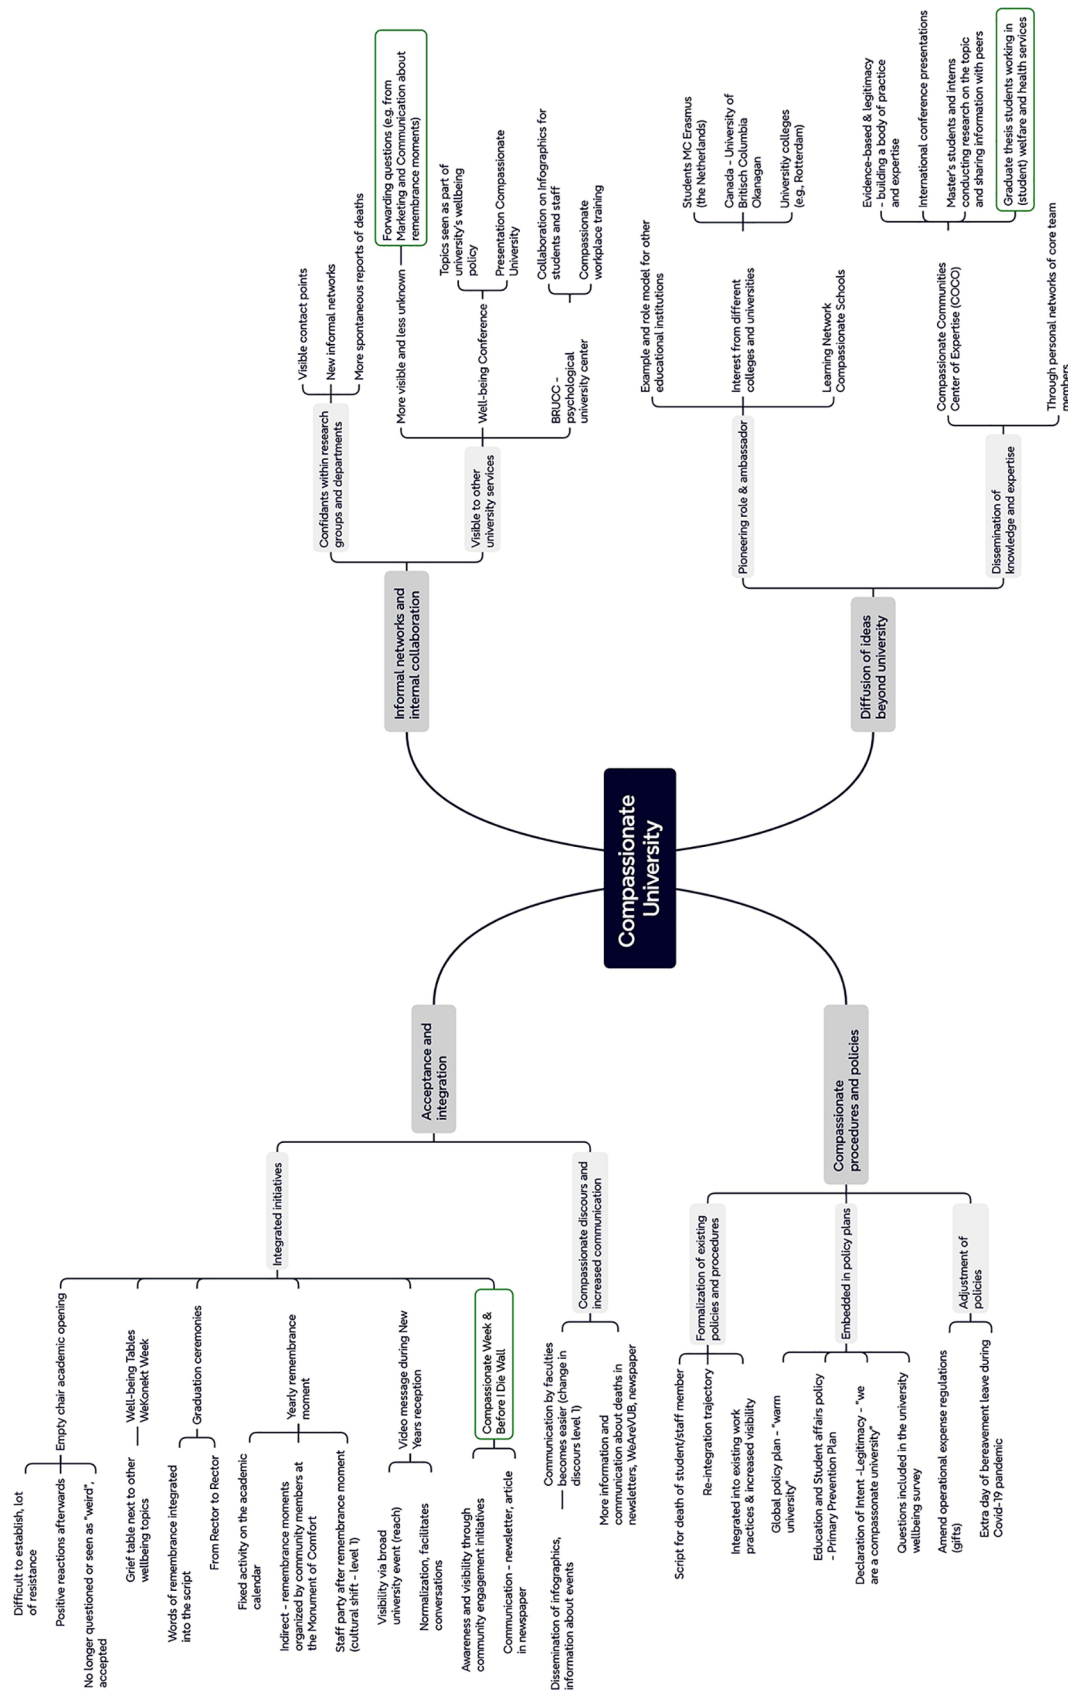 Compassionate
University
Acceptance and
integration
Integrated initiatives
Empty chair academic opening
Difficult to establish, lot
of resistance
Positive reactions afterwards
No longer questioned or seen as "weird",
accepted
Well-being Tables
WeKonekt Week
Grief table next to other
wellbeing topics
Graduation ceremonies
Words of remembrance integrated
into the script
From Rector to Rector
Yearly remembrance
moment
Fixed activity on the academic
calendar
Indirect - remembrance moments
organized by community members at
the Monument of Comfort
Staff party after remembrance moment
(cultural shift - level 1)
Video message during New
Years reception
Visibility via broad
university event (reach)
Normalization, facilitates
conversations
Compassionate Week &
Before I Die Wall
Awareness and visibility through
community engagement initiatives
Communication - newsletter, article
in newspaper
Compassionate discours and
increased communication
Communication by faculties
becomes easier (change in
discours level 1)
Dissemination of infographics,
information about events
More information and
communication about deaths in
newsletters, WeAreVUB, newspaper
Informal networks and
internal collaboration
Confidants within research
groups and departments
Visible contact points
New informal networks
More spontaneous reports of deaths
Visible to other
university services
More visible and less unknown
Forwarding questions (e.g. from
Marketing and Communication about
remembrance moments)
Well-being Conference
Topics seen as part of
university's wellbeing
policy
Presentation Compassionate
University
BRUCC -
psychological
university center
Collaboration on Infographics for
students and staff
Compassionate
workplace training
Compassionate
procedures and policies
Formalization of existing
policies and procedures
Script for death of student/staff member
Re-integration trajectory
Integrated into existing work
practices & increased visibility
Embedded in policy plans
Global policy plan - "warm
university"
Education and Student affairs policy
- Primary Prevention Plan
Declaration of Intent -Legitimacy - "we
are a compassonate university"
Questions included in the university
wellbeing survey
Adjustment of
policies
Amend operational expense regulations
(gifts)
Extra day of bereavement leave during
Covid-19 pandemic
Diffusion of ideas
beyond university
Pioneering role & ambassador
Example and role model for other
educational institutions
Interest from different
colleges and universities
Students MC Erasmus
(the Netherlands)
Canada - University of
Britisch Columbia
Okanagan
Universitiy colleges
(e.g., Rotterdam)
Learning Network
Compassionate Schools
Dissemination of
knowledge and expertise
Compassionate Communities
Center of Expertise (COCO)
Evidence-based & legitimacy
- building a body of practice
and expertise
International conference presentations
Master's students and interns
conducting research on the topic
and sharing information with peers
Graduate thesis students working in
(student) welfare and health services
Through personal networks of core team
members